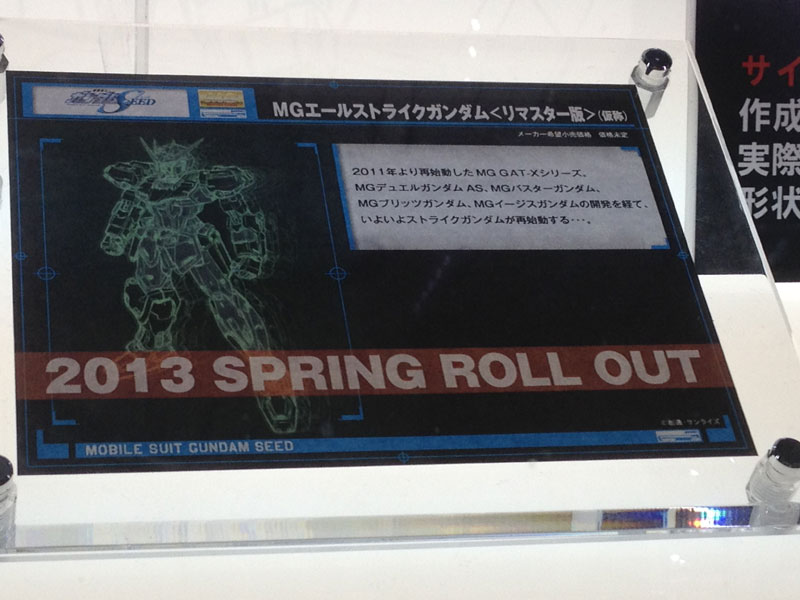 SEED
MGエールストライクガンダム<リマスター版>(仮称)
メーカー希望小売価格 価格未定
2011年より再始動したMG GAT-Xシリーズ。
MGデュエルガンダム AS、MGバスターガンダム、
MGブリッツガンダム、MGイージスガンダムの開発を経て、
いよいよストライクガンダムが再始動する･･･。
2013 SPRING ROLL OUT
©創通・サンライズ
MOBILE SUIT GUNDAM SEED
サイ
作成
実際
形状